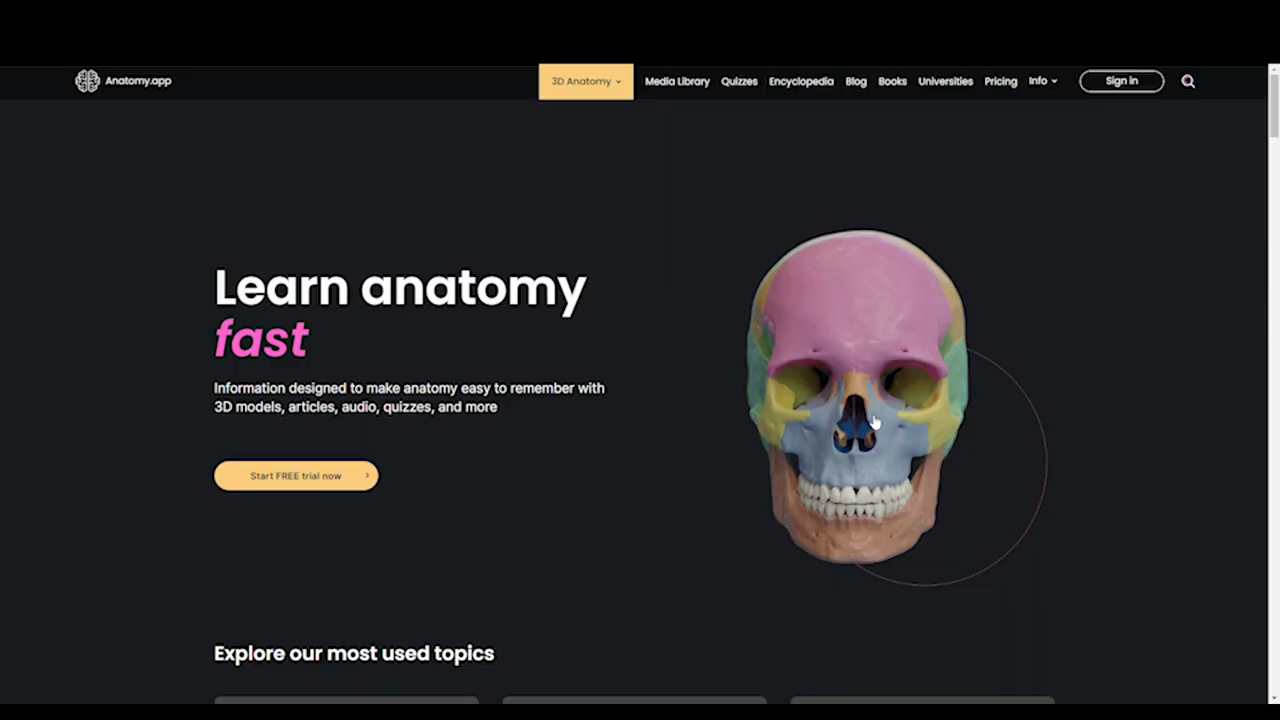 Anatomy.app
3D Anatomy Media Library Quizzes Encyclopedia Blog Books Universities Pricing Info Sign in
Learn anatomy
fast
Information designed to make anatomy easy to remember with
3D models, articles, audio, quizzes, and more
Start FREE trial now
Explore our most used topics